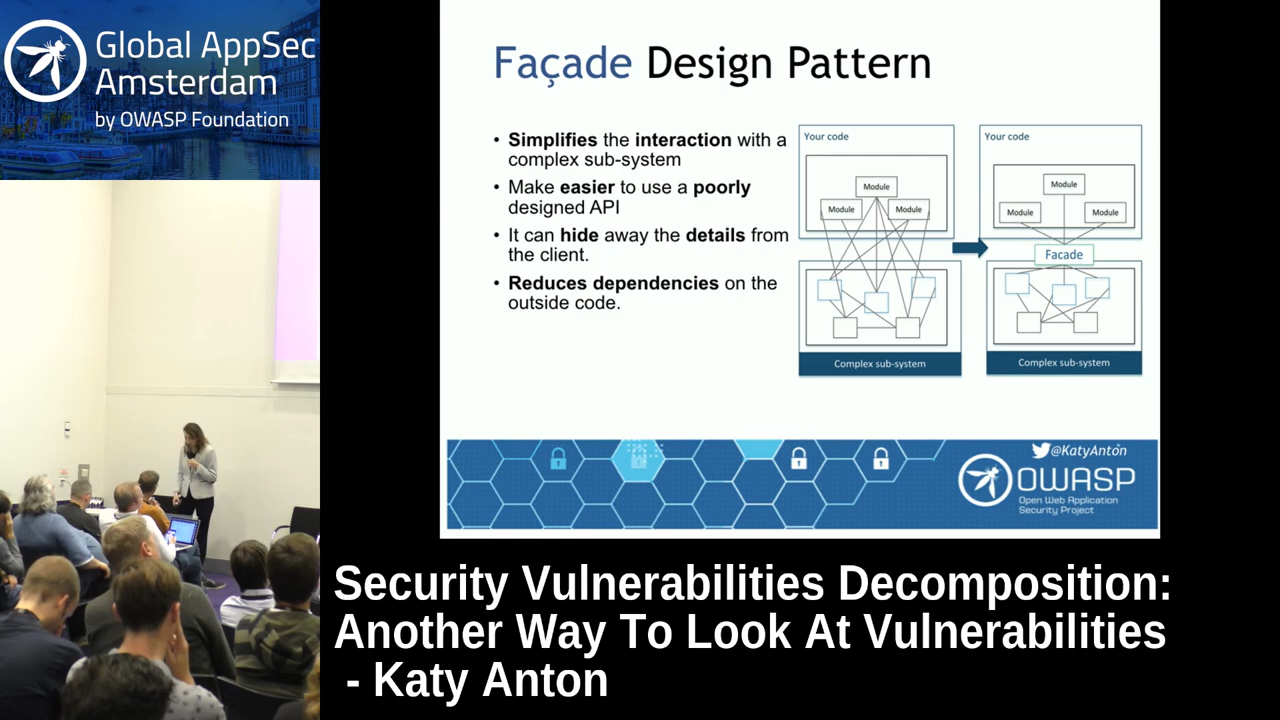 Global AppSec
Amsterdam
by OWASP Foundation
Façade Design Pattern
• Simplifies the interaction with a
complex sub-system
• Make easier to use a poorly
designed API
• It can hide away the details from
the client.
• Reduces dependencies on the
outside code.
Your code
Module
Module
Module
Complex sub-system
Your code
Module
Module
Module
Facade
Complex sub-system
@KatyAnton
OWASP
Open Web Application
Security Project
Security Vulnerabilities Decomposition:
Another Way To Look At Vulnerabilities
- Katy Anton